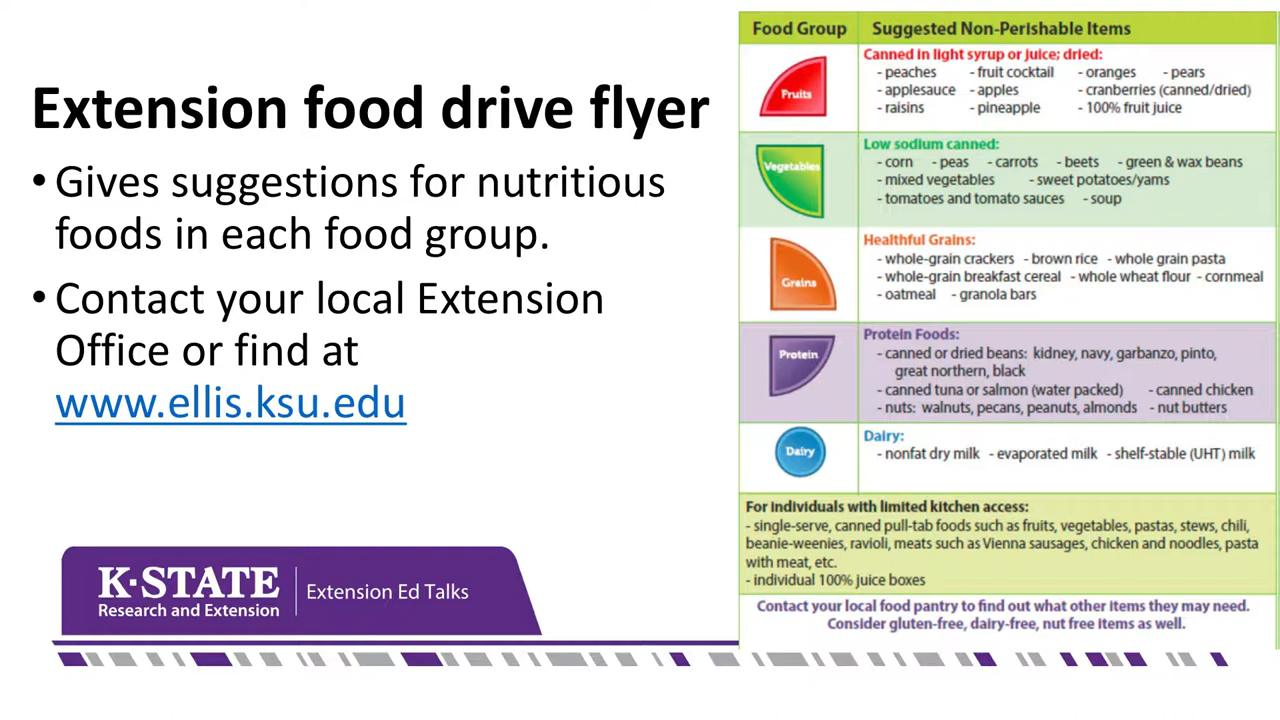 Extension food drive flyer
• Gives suggestions for nutritious
foods in each food group.
• Contact your local Extension
Office or find at
www.ellis.ksu.edu
K-STATE
Research and Extension
Extension Ed Talks
Food Group Suggested Non-Perishable Items
Fruits
Canned in light syrup or juice; dried:
- peaches - fruit cocktail - oranges - pears
- applesauce - apples - cranberries (canned/dried)
- raisins - pineapple - 100% fruit juice
Vegetables
Low sodium canned:
- corn - peas - carrots - beets - green & wax beans
- mixed vegetables - sweet potatoes/yams
- tomatoes and tomato sauces - soup
Grains
Healthful Grains:
- whole-grain crackers - brown rice - whole grain pasta
- whole-grain breakfast cereal - whole wheat flour - cornmeal
- oatmeal - granola bars
Protein
Protein Foods:
- canned or dried beans: kidney, navy, garbanzo, pinto,
great northern, black
- canned tuna or salmon (water packed) - canned chicken
- nuts: walnuts, pecans, peanuts, almonds - nut butters
Dairy
Dairy:
- nonfat dry milk - evaporated milk - shelf-stable (UHT) milk
For individuals with limited kitchen access:
- single-serve, canned pull-tab foods such as fruits, vegetables, pastas, stews, chili,
beanie-weenies, ravioli, meats such as Vienna sausages, chicken and noodles, pasta
with meat, etc.
- individual 100% juice boxes
Contact your local food pantry to find out what other items they may need.
Consider gluten-free, dairy-free, nut free items as well.